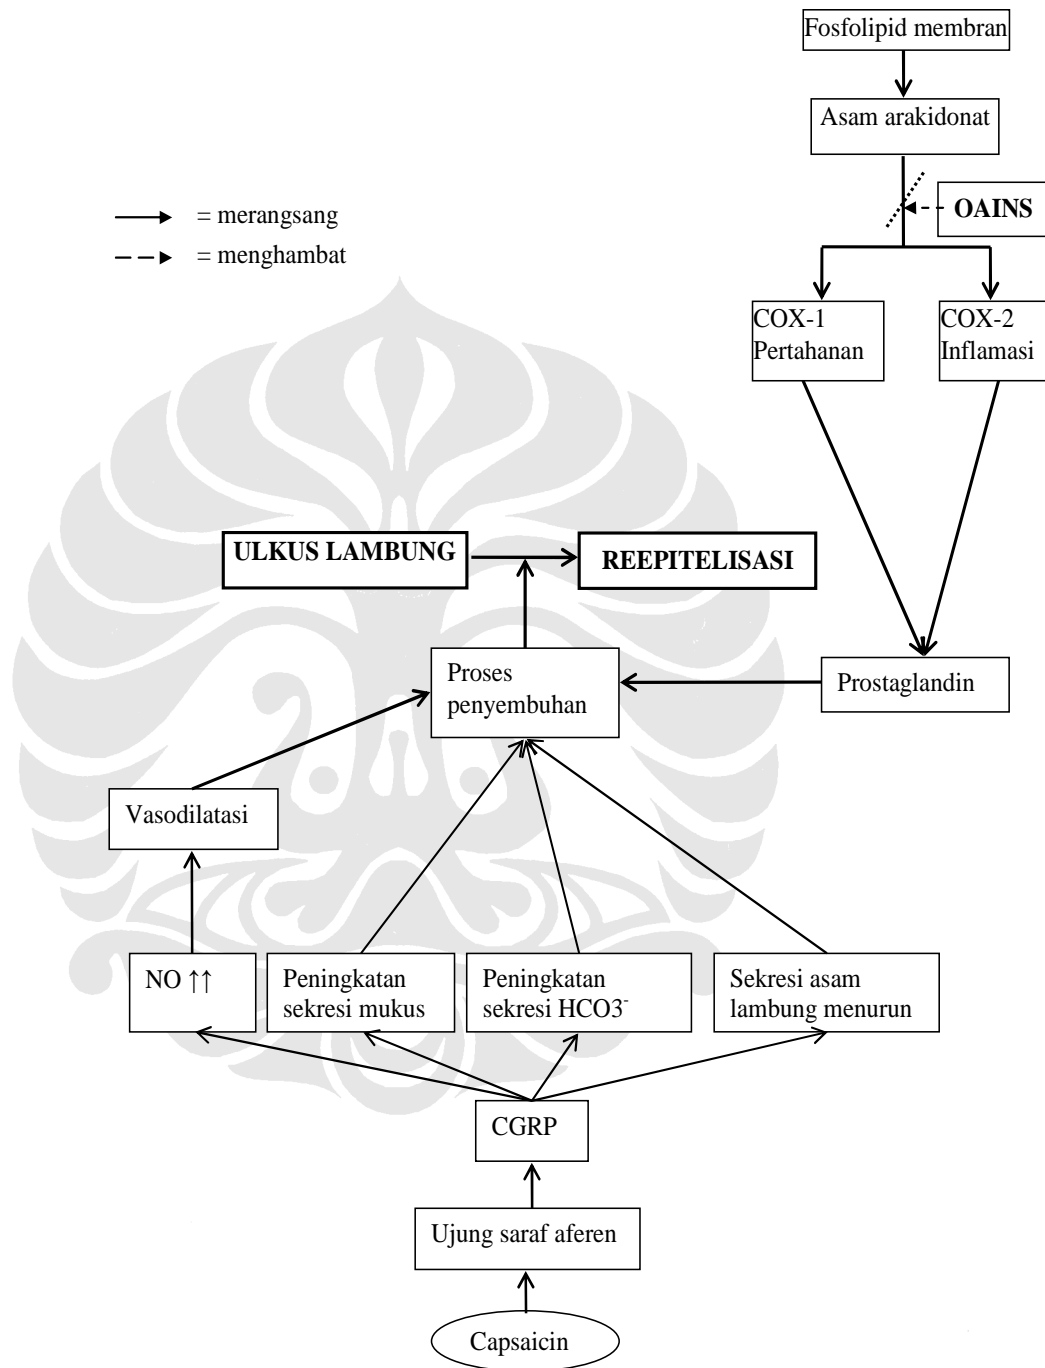 Fosfolipid membran
Asam arakidonat
OAINS
= merangsang
= menghambat
COX-1
Pertahanan
COX-2
Inflamasi
ULKUS LAMBUNG
REEPITELISASI
Proses
penyembuhan
Prostaglandin
Vasodilatasi
NO ↑↑
Peningkatan
sekresi mukus
Peningkatan
sekresi HCO3⁻
Sekresi asam
lambung menurun
CGRP
Ujung saraf aferen
Capsaicin